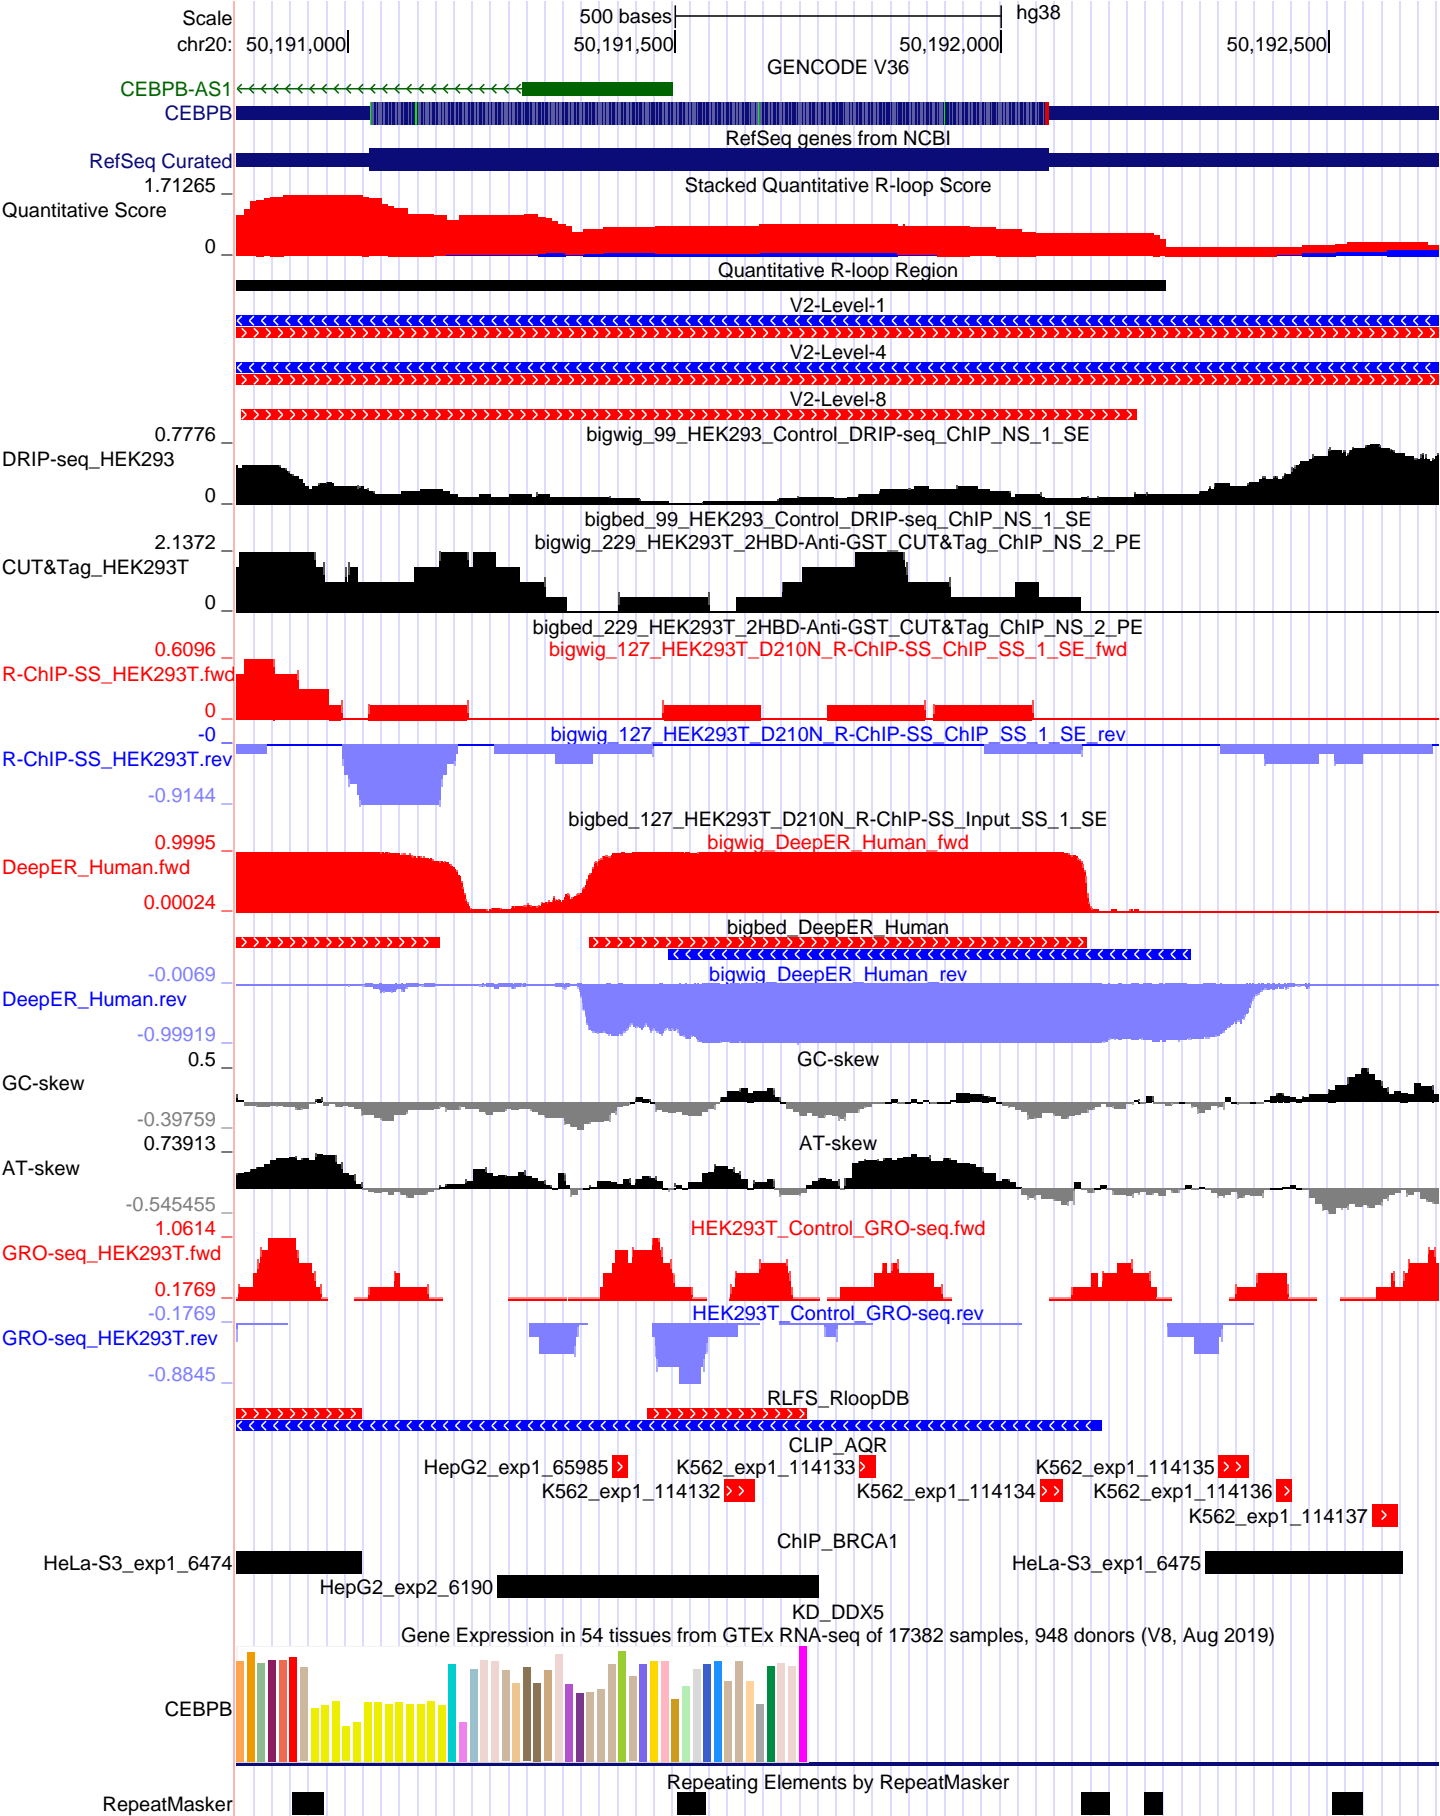 Scale 500 bases hg38
chr20: 50,191,000 50,191,500 50,192,000 50,192,500
GENCODE V36
CEBPB-AS1
CEBPB
RefSeq genes from NCBI
RefSeq Curated
1.71265 Stacked Quantitative R-loop Score
Quantitative Score
0
Quantitative R-loop Region
V2-Level-1
V2-Level-4
V2-Level-8
0.7776 bigwig_99_HEK293_Control_DRIP-seq_ChIP_NS_1_SE
DRIP-seq_HEK293
0
bigbed_99_HEK293_Control_DRIP-seq_ChIP_NS_1_SE
2.1372 bigwig_229_HEK293T_2HBD-Anti-GST_CUT&Tag_ChIP_NS_2_PE
CUT&Tag_HEK293T
0
bigbed_229_HEK293T_2HBD-Anti-GST_CUT&Tag_ChIP_NS_2_PE
0.6096 bigwig_127_HEK293T_D210N_R-ChIP-SS_ChIP_SS_1_SE_fwd
R-ChIP-SS_HEK293T.fwd
0
-0 bigwig_127_HEK293T_D210N_R-ChIP-SS_ChIP_SS_1_SE_rev
R-ChIP-SS_HEK293T.rev
-0.9144
bigbed_127_HEK293T_D210N_R-ChIP-SS_Input_SS_1_SE
0.9995 bigwig_DeepER_Human_fwd
DeepER_Human.fwd
0.00024
bigbed_DeepER_Human
-0.0069 bigwig_DeepER_Human_rev
DeepER_Human.rev
-0.99919
0.5 GC-skew
GC-skew
-0.39759
0.73913 AT-skew
AT-skew
-0.545455
1.0614 HEK293T_Control_GRO-seq.fwd
GRO-seq_HEK293T.fwd
0.1769
-0.1769 HEK293T_Control_GRO-seq.rev
GRO-seq_HEK293T.rev
-0.8845
RLFS_RloopDB
CLIP_AQR
HepG2_exp1_65985 K562_exp1_114133 K562_exp1_114135
K562_exp1_114132 K562_exp1_114134 K562_exp1_114136
K562_exp1_114137
ChIP_BRCA1
HeLa-S3_exp1_6474 HeLa-S3_exp1_6475
HepG2_exp2_6190
KD_DDX5
Gene Expression in 54 tissues from GTEx RNA-seq of 17382 samples, 948 donors (V8, Aug 2019)
CEBPB
Repeating Elements by RepeatMasker
RepeatMasker